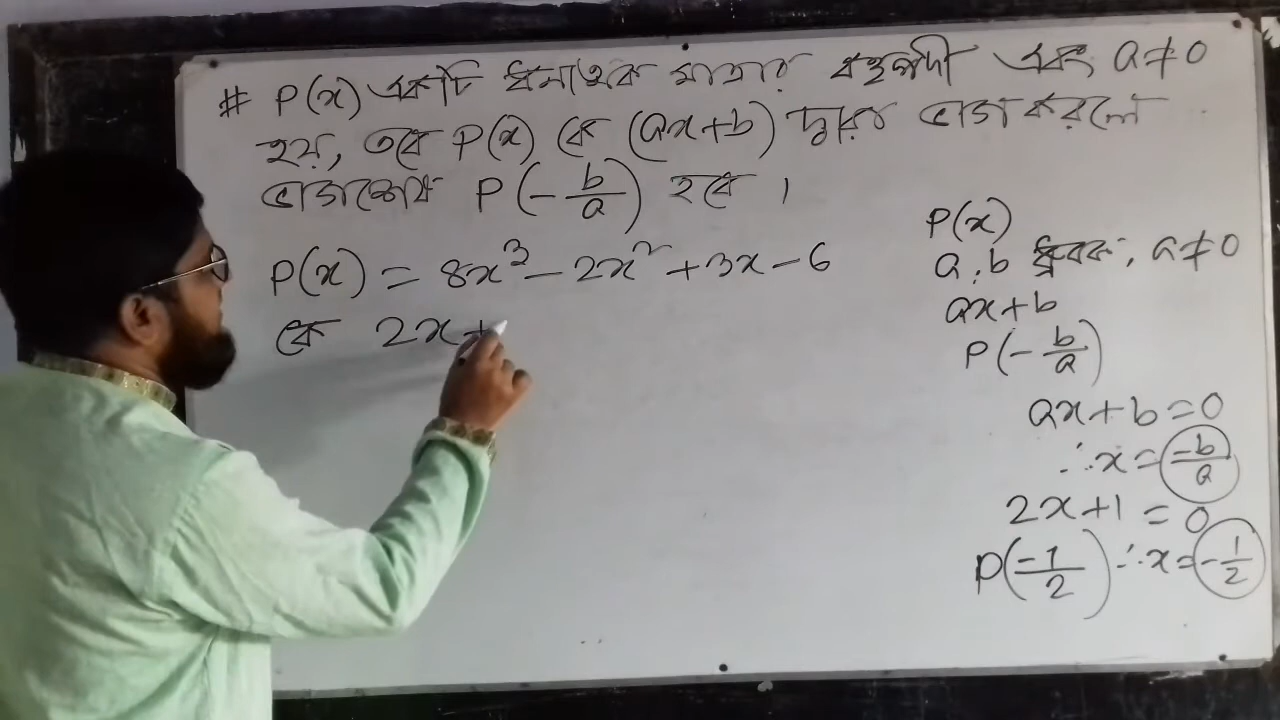 # P(x) একটি ধনাত্মক মাত্রার বহুপদী এবং a ≠ 0
হয়, তবে P(x) কে (ax+b) দ্বারা ভাগ করলে
ভাগশেষ P(-b/a) হবে ।
P(x) = 8x³ - 2x² + 3x - 6
কে 2x+
P(x)
a, b ধ্রুবক, a ≠ 0
ax+b
P(-b/a)
ax+b = 0
∴ x = -b/a
2x+1 = 0
P(-1/2) ∴ x = -1/2